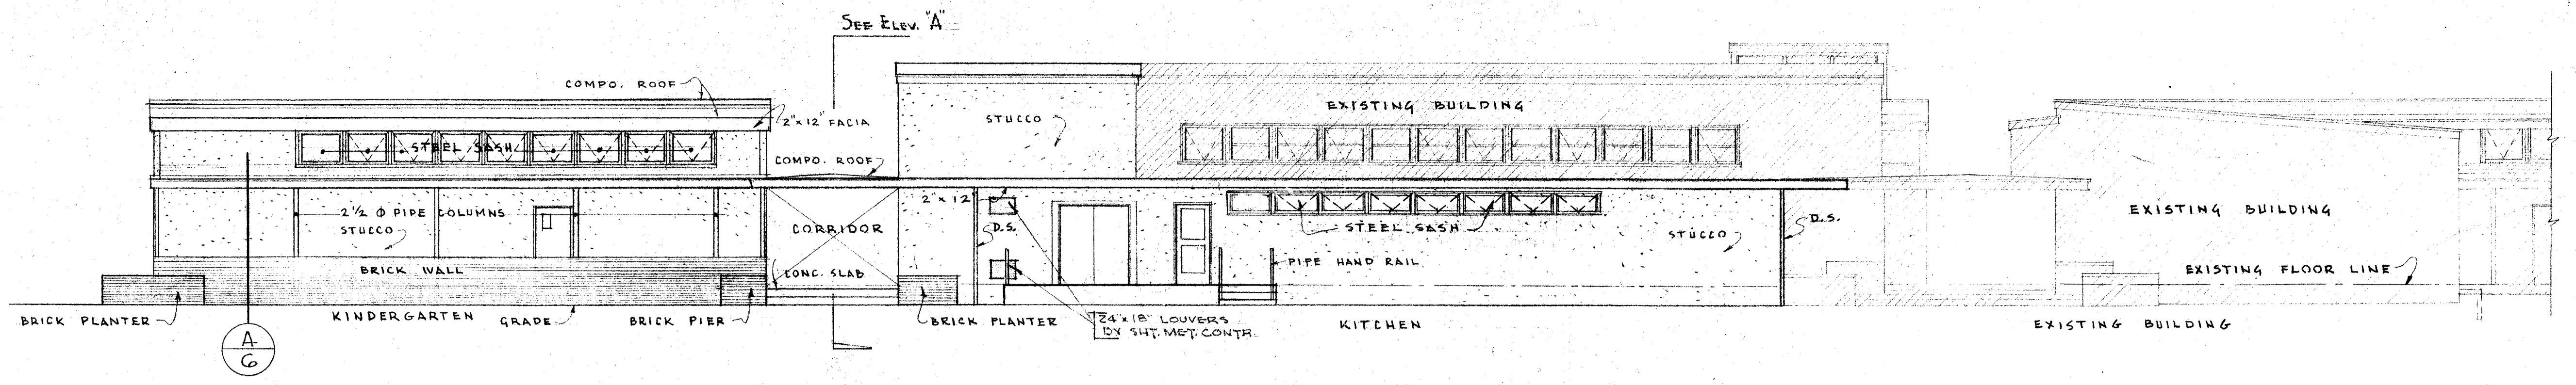 SEE ELEV. "A"
COMPO. ROOF
2"x12" FACIA
STEEL SASH
COMPO. ROOF
STUCCO
EXISTING BUILDING
2 1/2 Φ PIPE COLUMNS
STUCCO
BRICK WALL
CORRIDOR
CONC. SLAB
2"x12"
D.S.
STEEL SASH
PIPE HAND RAIL
STUCCO
D.S.
EXISTING BUILDING
EXISTING FLOOR LINE
BRICK PLANTER
KINDERGARTEN
GRADE
BRICK PIER
BRICK PLANTER
24"x18" LOUVERS
BY SHT. MET. CONTR.
KITCHEN
EXISTING BUILDING
A
6